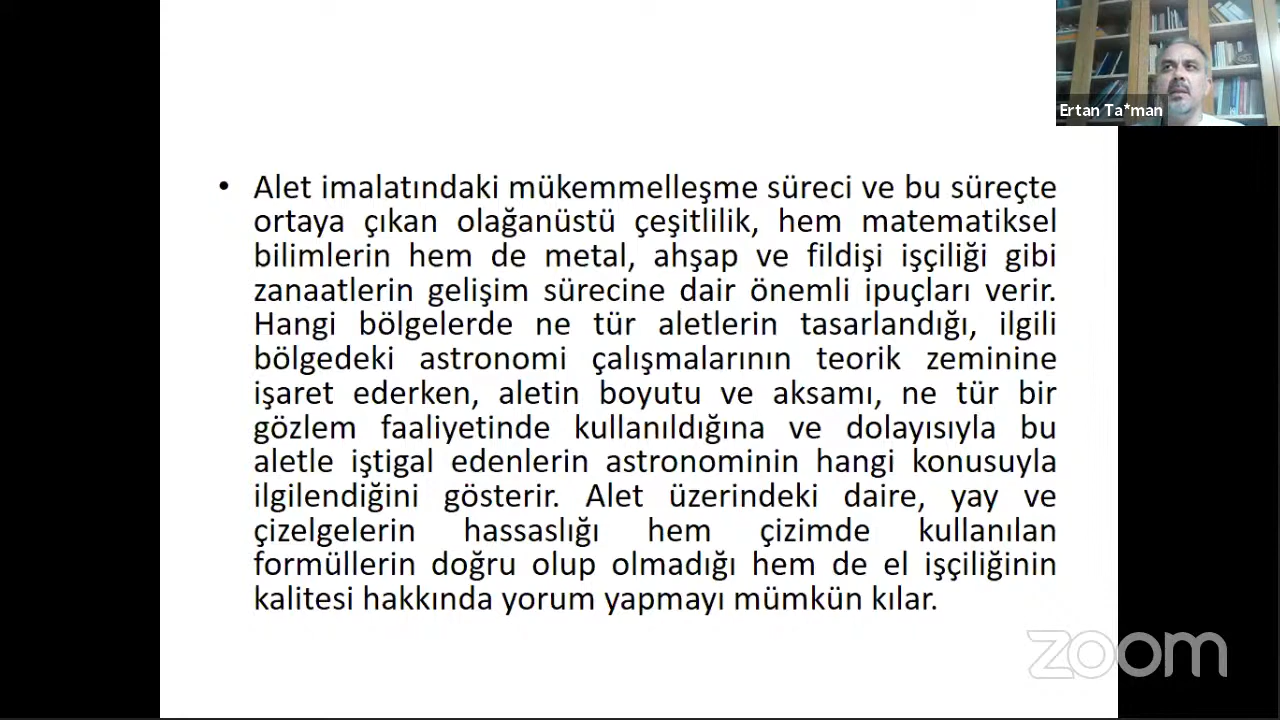 Ertan Ta*man
• Alet imalatındaki mükemmelleşme süreci ve bu süreçte
ortaya çıkan olağanüstü çeşitlilik, hem matematiksel
bilimlerin hem de metal, ahşap ve fildişi işçiliği gibi
zanaatlerin gelişim sürecine dair önemli ipuçları verir.
Hangi bölgelerde ne tür aletlerin tasarlandığı, ilgili
bölgedeki astronomi çalışmalarının teorik zeminine
işaret ederken, aletin boyutu ve aksamı, ne tür bir
gözlem faaliyetinde kullanıldığına ve dolayısıyla bu
aletle iştigal edenlerin astronominin hangi konusuyla
ilgilendiğini gösterir. Alet üzerindeki daire, yay ve
çizelgelerin hassaslığı hem çizimde kullanılan
formüllerin doğru olup olmadığı hem de el işçiliğinin
kalitesi hakkında yorum yapmayı mümkün kılar.
zoom